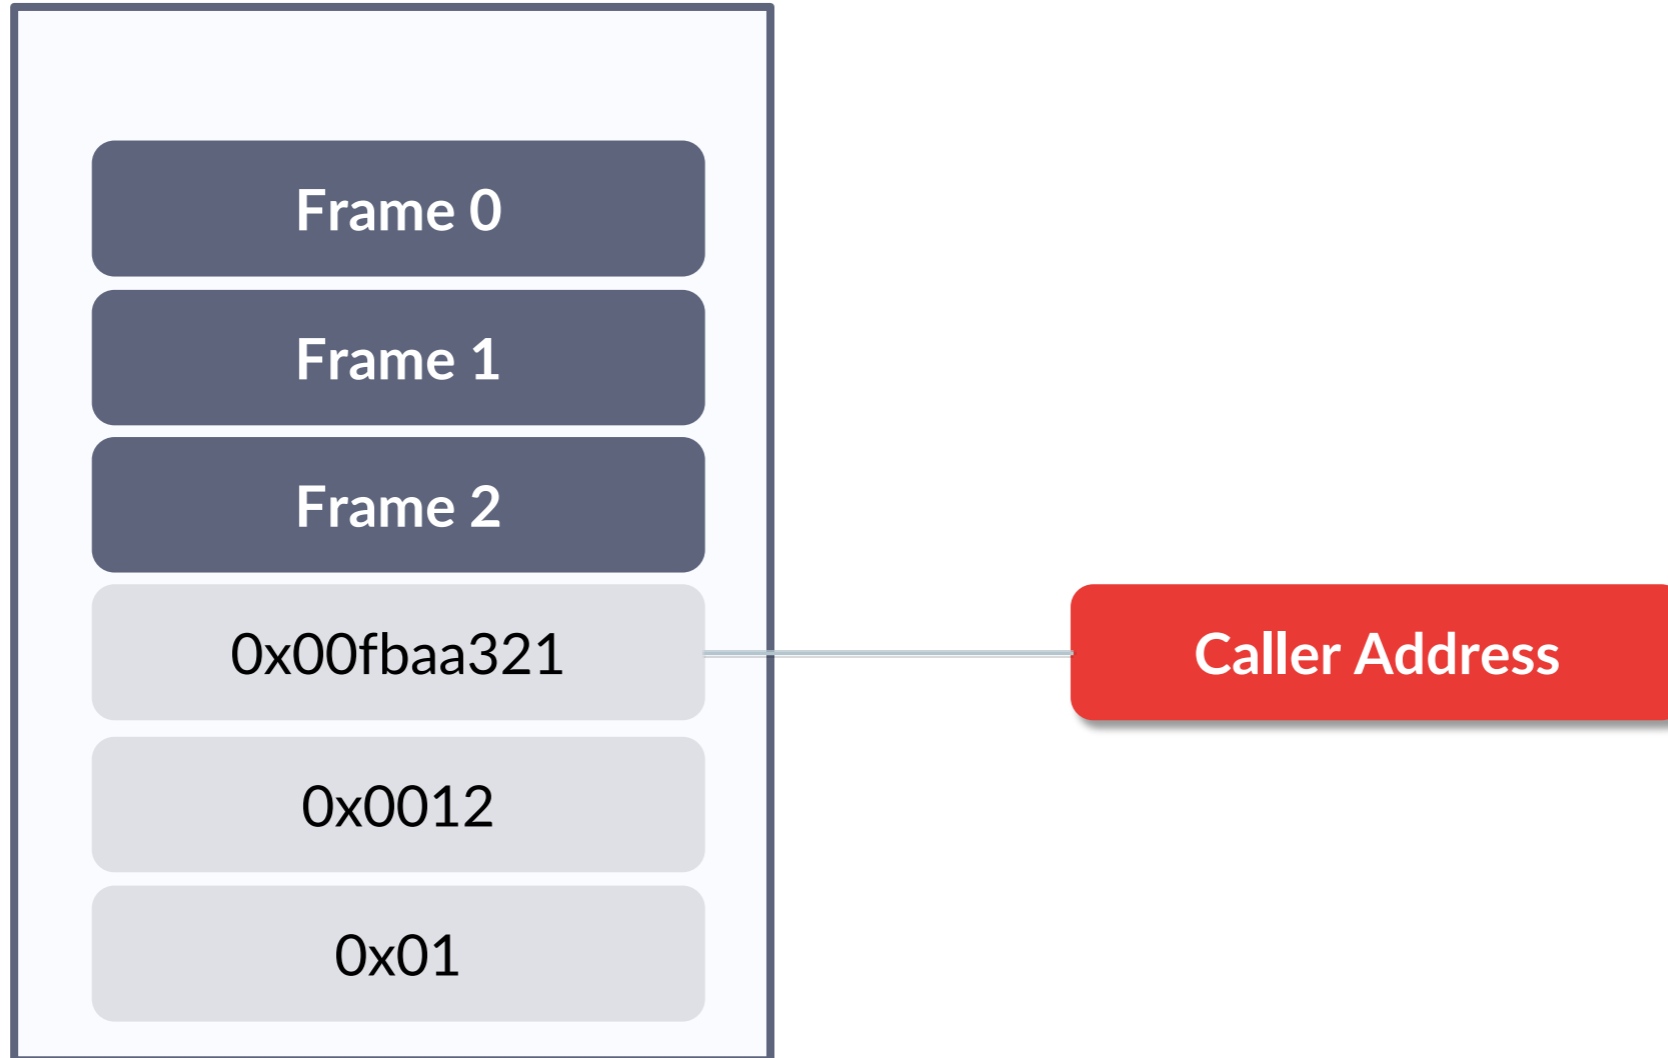 Frame 0
Frame 1
Frame 2
0x00fbaa321
Caller Address
0x0012
0x01